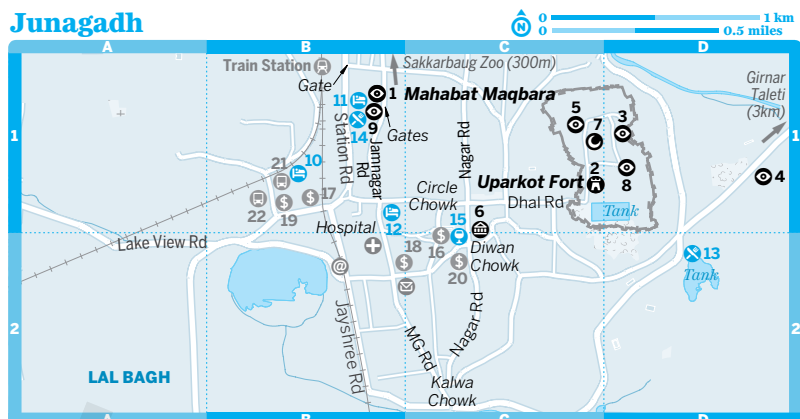 Junagadh
N
0 1 km
0 0.5 miles
A B C D
Train Station
Sakkarbaug Zoo (300m)
Gate
11
1 Mahabat Maqbara
Girnar
Taleti
(3km)
14
9
Gates
5
7
3
1
1
Station Rd
Jamnagar
Rd
Nagar Rd
10
21
Circle
Chowk
Uparkot Fort
2
8
4
22
19
17
12
15
6
Dhal Rd
Tank
Hospital
Lake View Rd
18
16
20
Diwan
Chowk
13
Tank
@
Jayshree Rd
MG Rd
Nagar Rd
2
2
LAL BAGH
Kalwa
Chowk
A B C D